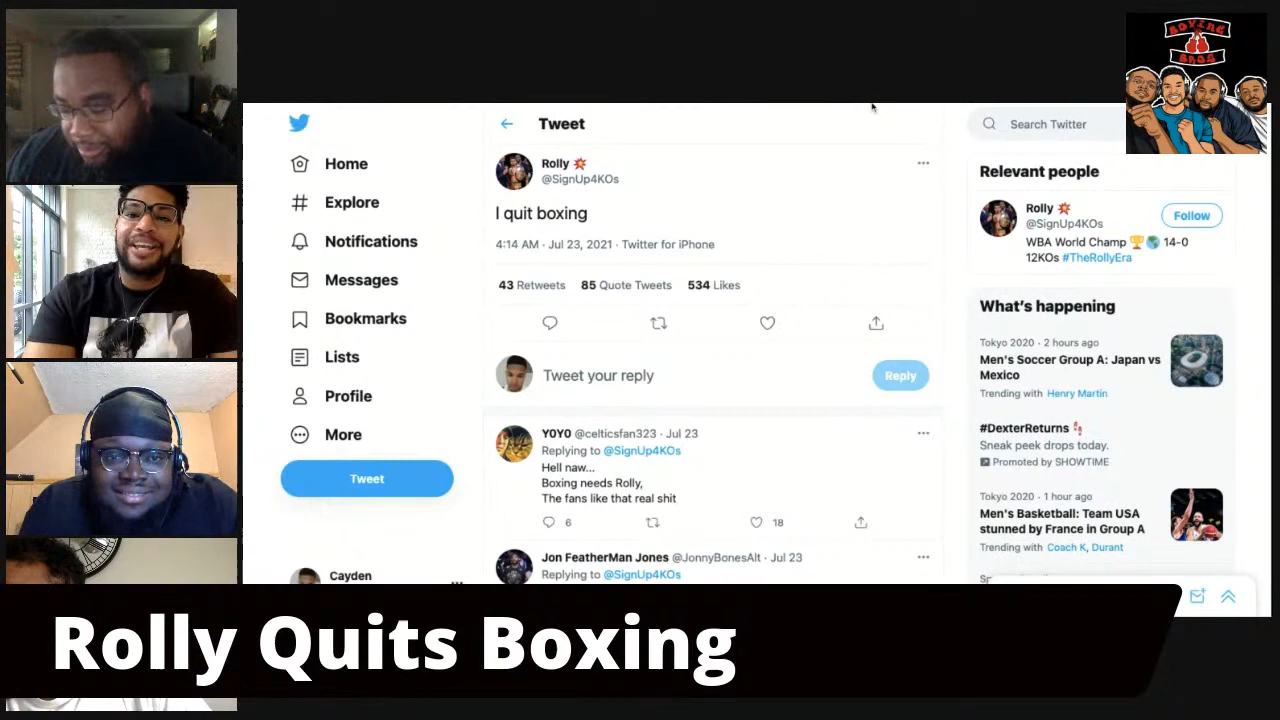 BOXING
BROS
Home
Explore
Notifications
Messages
Bookmarks
Lists
Profile
More
Tweet
Cayden
Tweet
Rolly
@SignUp4KOs
I quit boxing
4:14 AM · Jul 23, 2021 · Twitter for iPhone
43 Retweets 85 Quote Tweets 534 Likes
Tweet your reply
Reply
YOYO @celticsfan323 · Jul 23
Replying to @SignUp4KOs
Hell naw...
Boxing needs Rolly,
The fans like that real shit
6 18
Jon FeatherMan Jones @JonnyBonesAlt · Jul 23
Replying to @SignUp4KOs
Search Twitter
Relevant people
Rolly
@SignUp4KOs
Follow
WBA World Champ 🏆🌎 14-0
12KOs #TheRollyEra
What's happening
Tokyo 2020 · 2 hours ago
Men's Soccer Group A: Japan vs
Mexico
Trending with Henry Martin
#DexterReturns
Sneak peek drops today.
Promoted by SHOWTIME
Tokyo 2020 · 1 hour ago
Men's Basketball: Team USA
stunned by France in Group A
Trending with Coach K, Durant
Rolly Quits Boxing